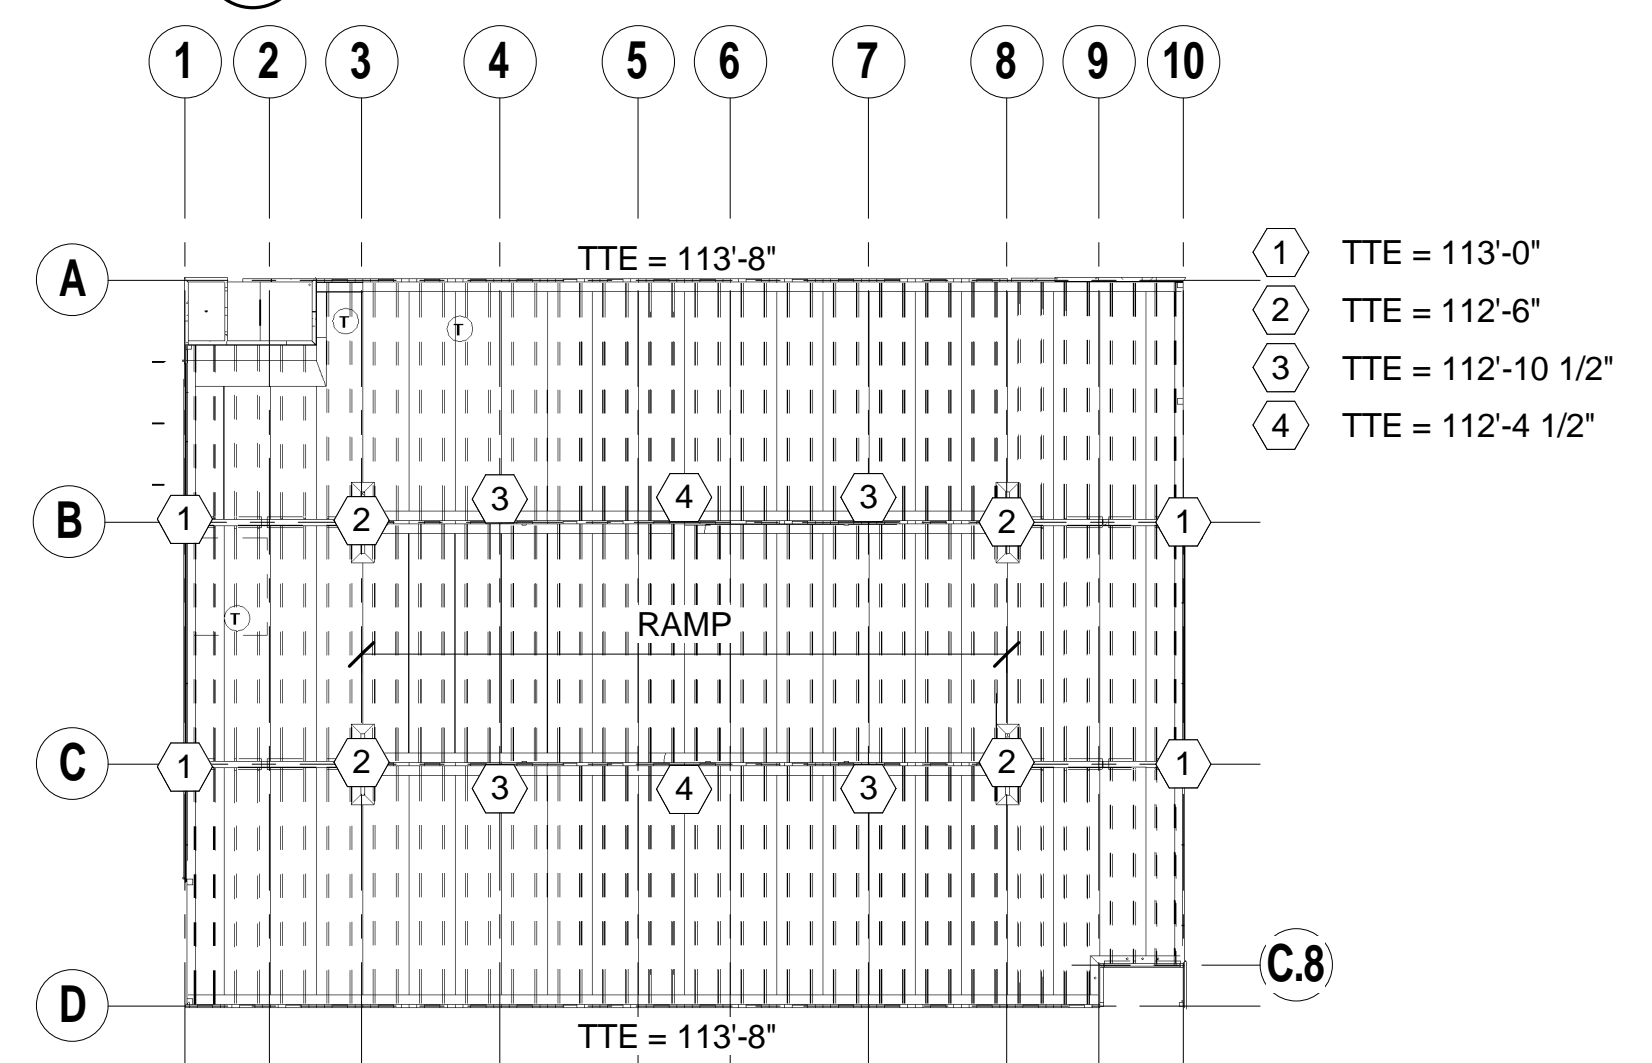 1 2 3 4 5 6 7 8 9 10
TTE = 113'-8"
1 TTE = 113'-0"
A
2 TTE = 112'-6"
T T
3 TTE = 112'-10 1/2"
4 TTE = 112'-4 1/2"
3 4 3
B 1 2 2 1
T
RAMP
C 1 2 2 1
3 4 3
C.8
D
TTE = 113'-8"